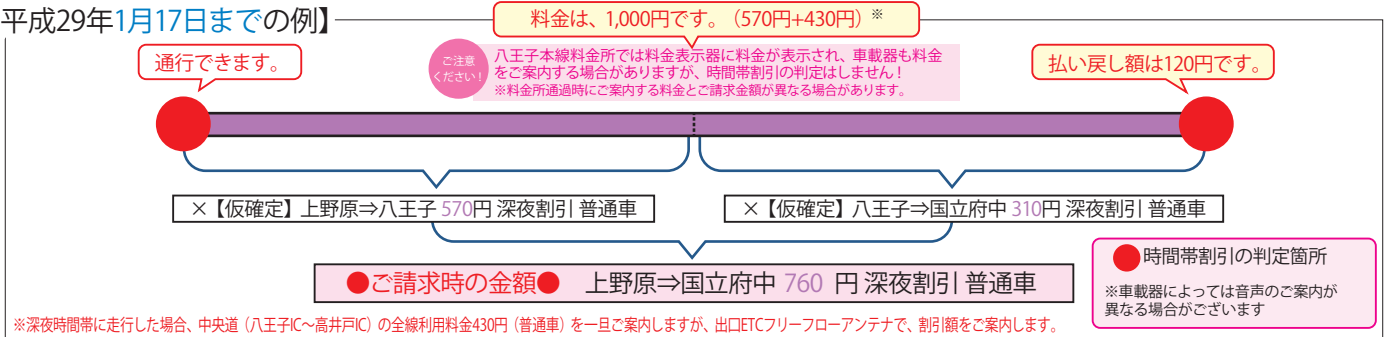 平成29年1月17日までの例】
料金は、1,000円です。(570円+430円)※
通行できます。
ご注意
ください！
八王子本線料金所では料金表示器に料金が表示され、車載器も料金
をご案内する場合がありますが、時間帯割引の判定はしません！
※料金所通過時にご案内する料金とご請求金額が異なる場合があります。
払い戻し額は120円です。
×【仮確定】上野原⇒八王子 570円 深夜割引 普通車
×【仮確定】八王子⇒国立府中 310円 深夜割引 普通車
●ご請求時の金額● 上野原⇒国立府中 760 円 深夜割引 普通車
時間帯割引の判定箇所
※車載器によっては音声のご案内が
異なる場合がございます
※深夜時間帯に走行した場合、中央道（八王子IC〜高井戸IC）の全線利用料金430円（普通車）を一旦ご案内しますが、出口ETCフリーフローアンテナで、割引額をご案内します。